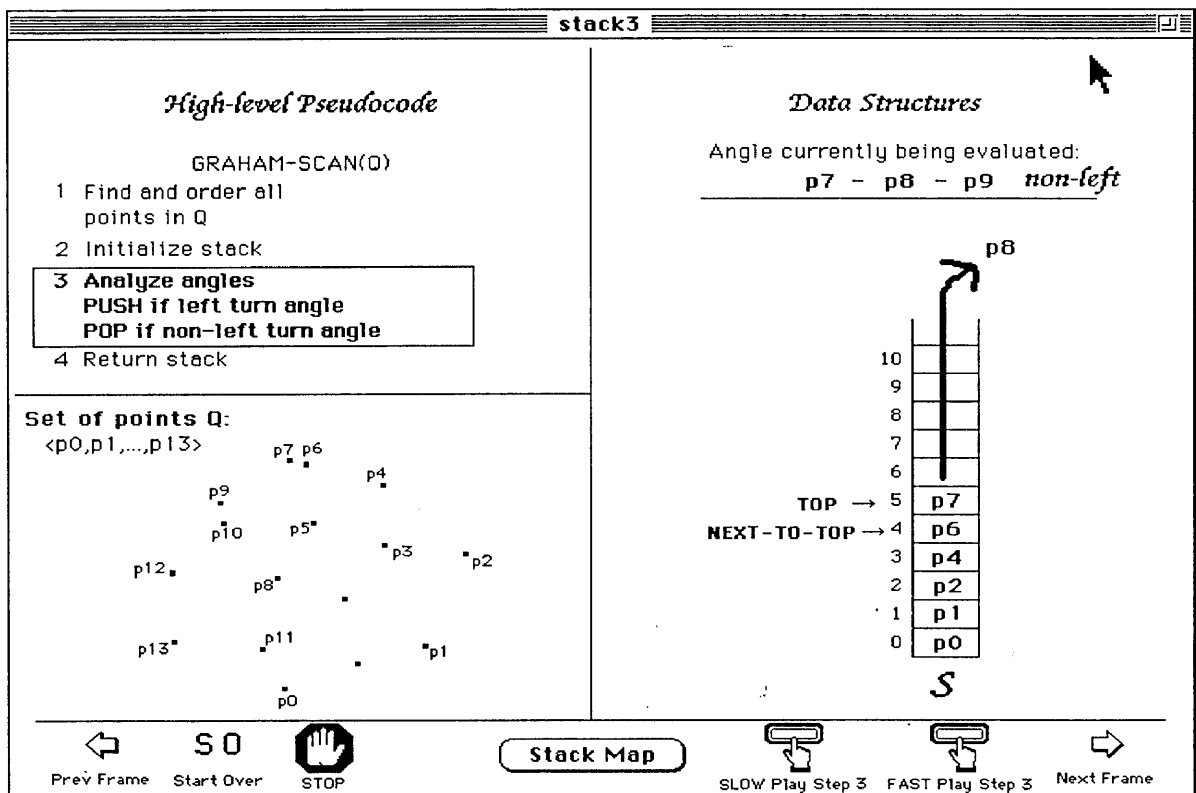 stack3
High-level Pseudocode
GRAHAM-SCAN(Q)
1 Find and order all
points in Q
2 Initialize stack
3 Analyze angles
PUSH if left turn angle
POP if non-left turn angle
4 Return stack
Set of points Q:
<p0,p1,...,p13>
p7 p6
p4
p9
p10
p5
p3
p2
p12
p8
p13
p11
p1
p0
Data Structures
Angle currently being evaluated:
p7 - p8 - p9 non-left
p8
10
9
8
7
6
TOP → 5 p7
NEXT-TO-TOP → 4 p6
3 p4
2 p2
1 p1
0 p0
S
Prev Frame
S 0
Start Over
STOP
Stack Map
SLOW Play Step 3
FAST Play Step 3
Next Frame